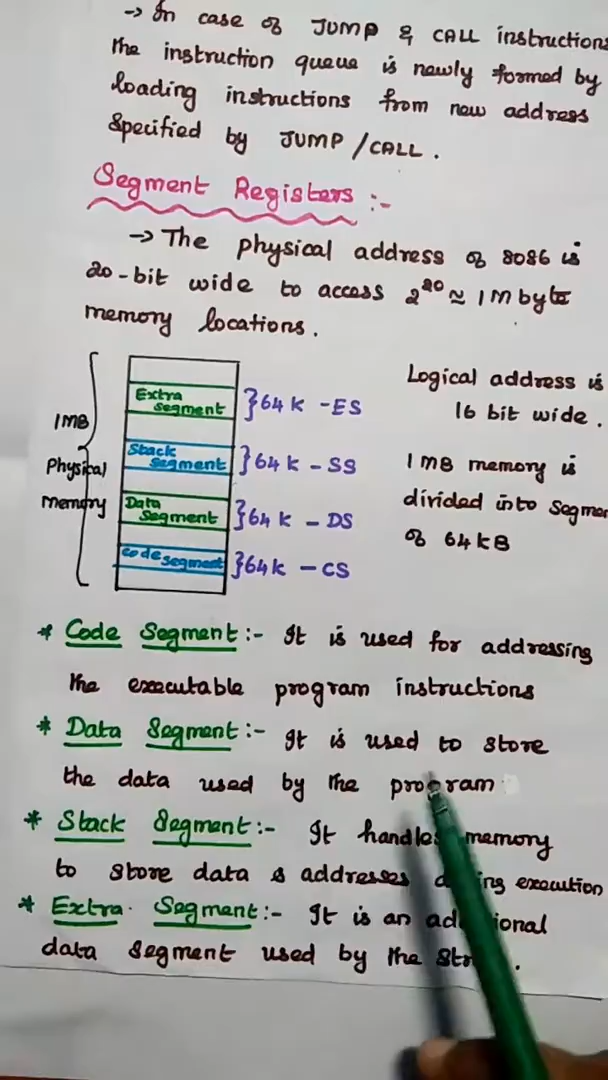 → In case of JUMP & CALL instructions
the instruction queue is newly formed by
loading instructions from new address
specified by JUMP/CALL.
Segment Registers :-
→ The physical address of 8086 is
20-bit wide to access 2²⁰ ≈ 1M byte
memory locations.
1MB
Physical
memory
Extra
segment
}64K - ES
Stack
segment
}64K - SS
Data
segment
}64K - DS
code segment
}64K - CS
Logical address is
16 bit wide.
1MB memory is
divided into
of 64KB
* Code Segment :- It is used for addressing
the executable program instructions
* Data Segment :- It is used to store
the data used by the program
* Stack Segment :- It handles memory
to store data & addresses execution
* Extra Segment :- It is an
data segment used by the